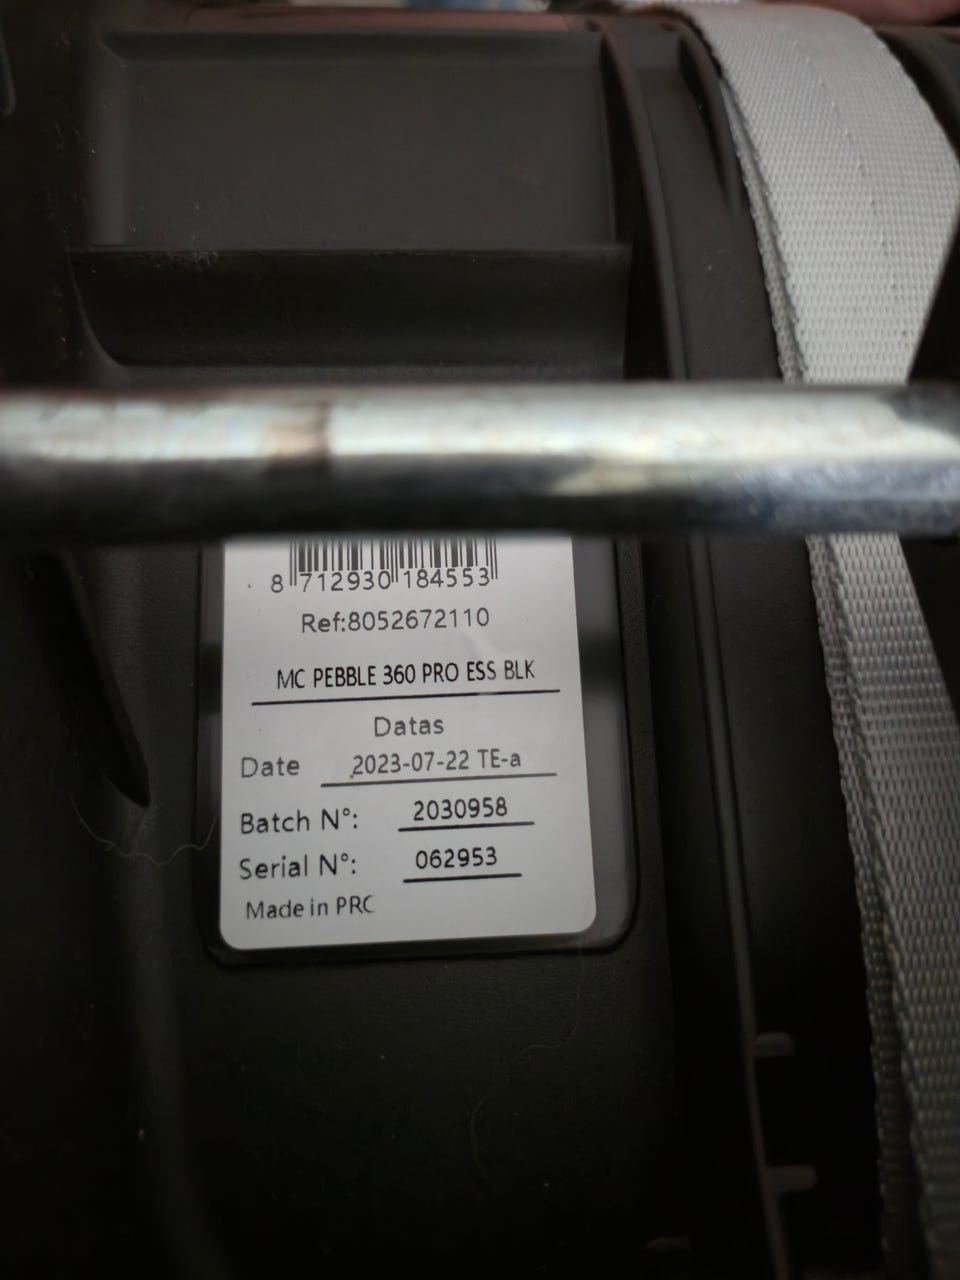 8 712930 184553
Ref:8052672110
MC PEBBLE 360 PRO ESS BLK
Datas
Date 2023-07-22 TE-a
Batch N°: 2030958
Serial N°: 062953
Made in PRC